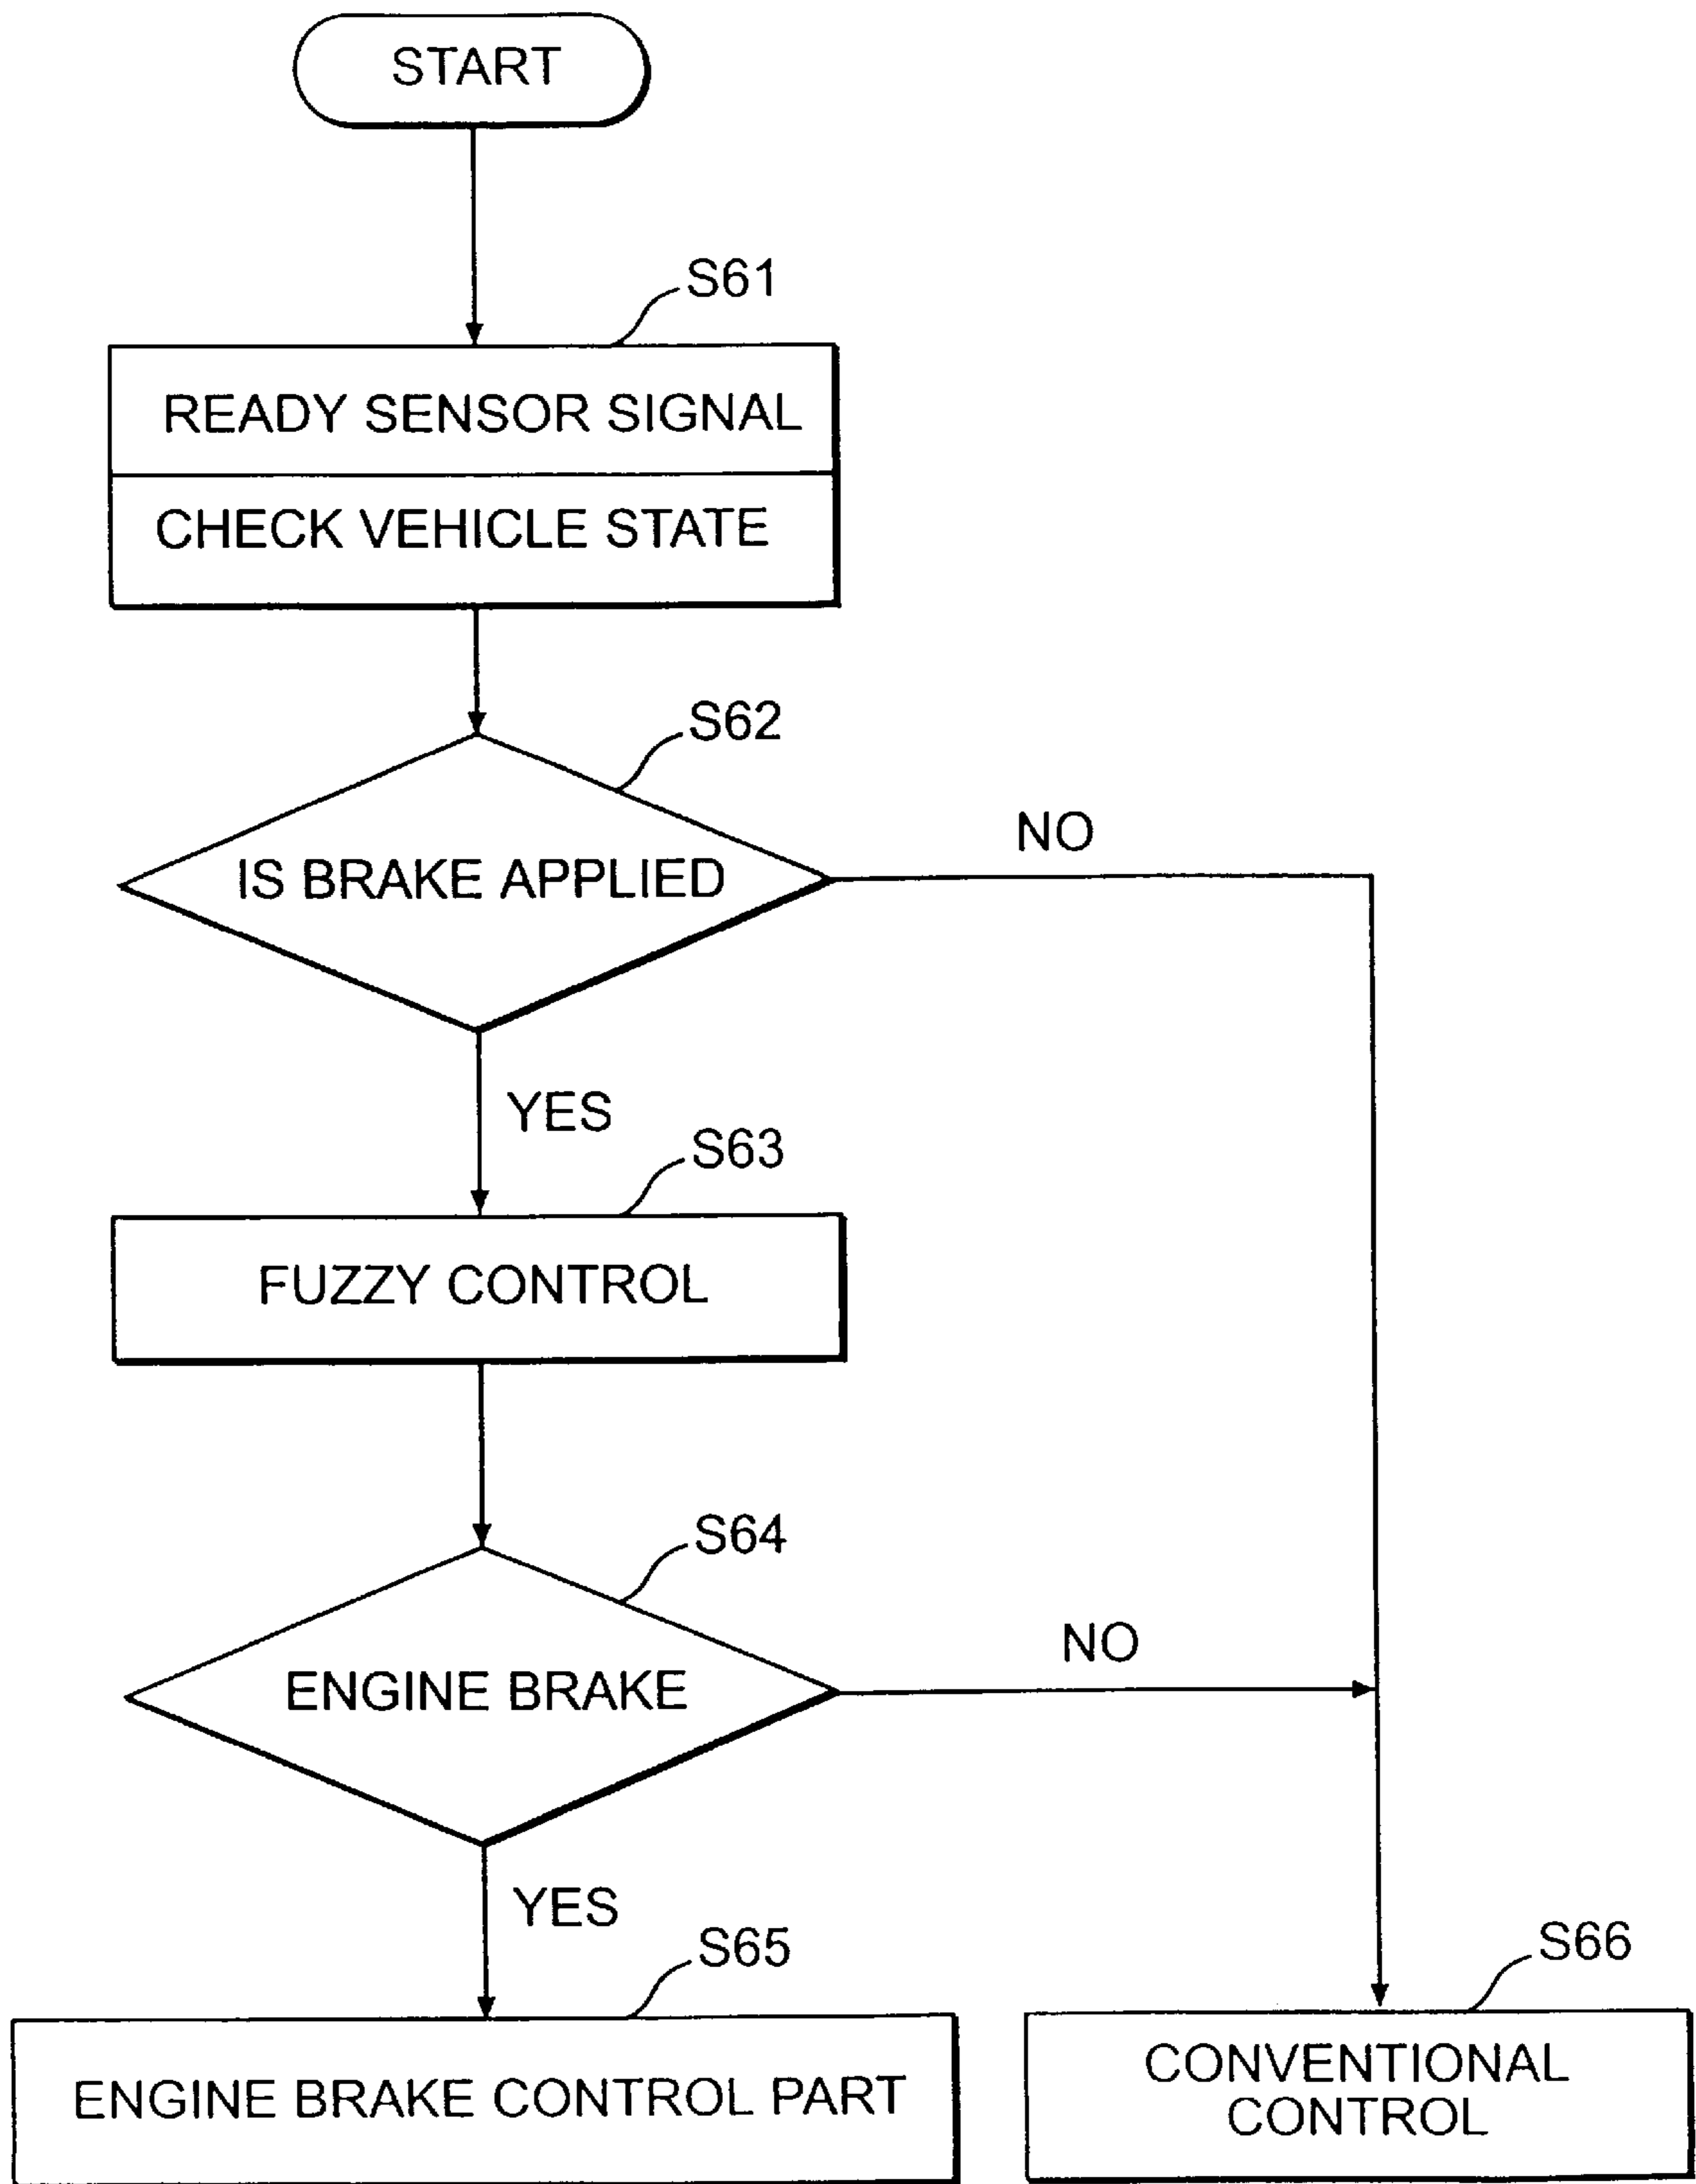 START
S61
READY SENSOR SIGNAL
CHECK VEHICLE STATE
S62
IS BRAKE APPLIED
NO
YES
S63
FUZZY CONTROL
S64
ENGINE BRAKE
NO
YES
S65
ENGINE BRAKE CONTROL PART
S66
CONVENTIONAL
CONTROL